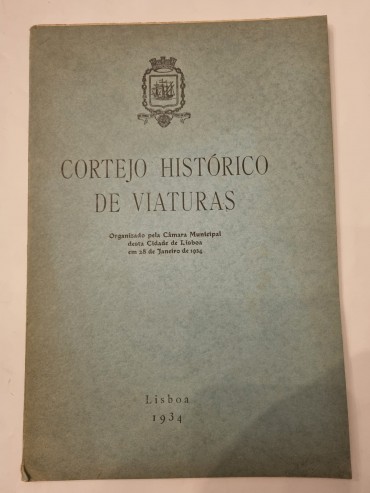 CORTEJO HISTÓRICO
DE VIATURAS
Organizado pela Câmara Municipal
desta Cidade de Lisboa
em 28 de Janeiro de 1934
Lisboa
1934